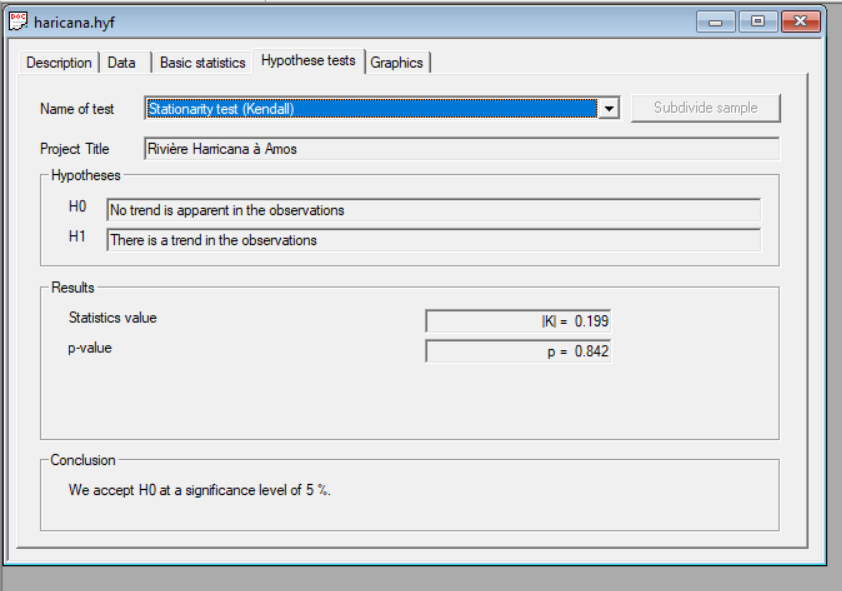 haricana.hyf
Description Data Basic statistics Hypothese tests Graphics
Name of test Stationarity test (Kendall) Subdivide sample
Project Title Rivière Harricana à Amos
Hypotheses
H0 No trend is apparent in the observations
H1 There is a trend in the observations
Results
Statistics value |K| = 0.199
p-value p = 0.842
Conclusion
We accept H0 at a significance level of 5 %.